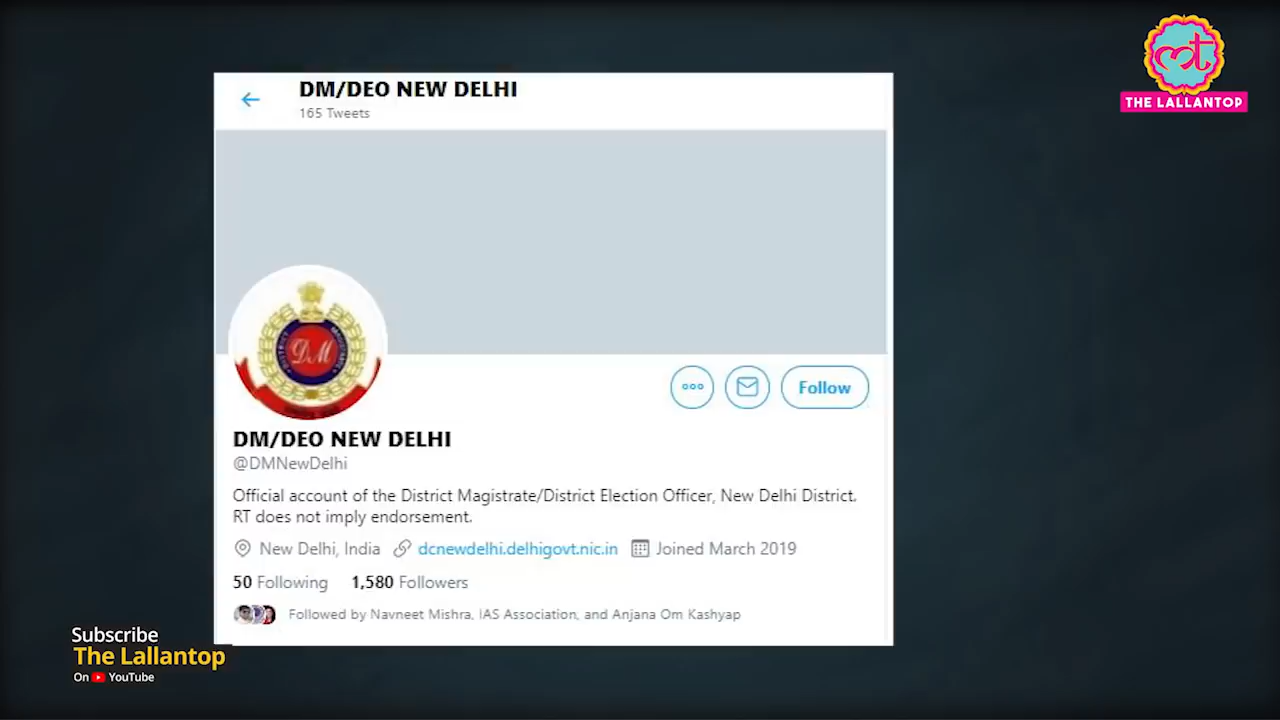 DM/DEO NEW DELHI
165 Tweets
THE LALLANTOP
DM
Follow
DM/DEO NEW DELHI
@DMNewDelhi
Official account of the District Magistrate/District Election Officer, New Delhi District.
RT does not imply endorsement.
New Delhi, India dcnewdelhi.delhigovt.nic.in Joined March 2019
50 Following 1,580 Followers
Followed by Navneet Mishra, IAS Association, and Anjana Om Kashyap
Subscribe
The Lallantop
On YouTube